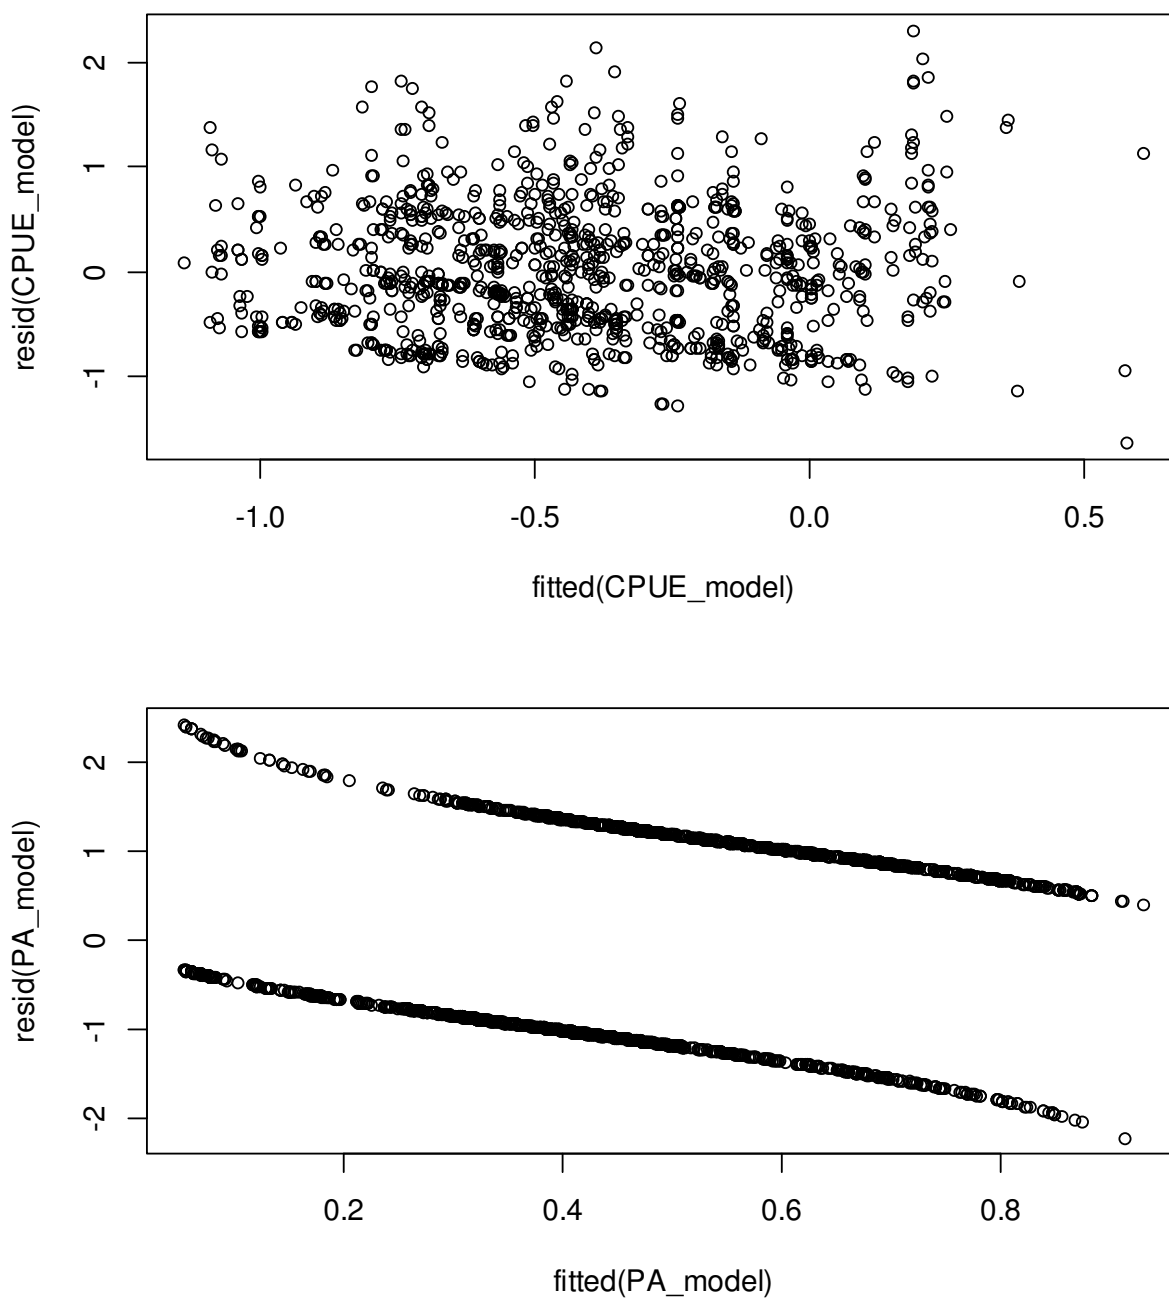 resid(CPUE_model)
2
1
0
-1
-1.0 -0.5 0.0 0.5
fitted(CPUE_model)
resid(PA_model)
2
1
0
-1
-2
0.2 0.4 0.6 0.8
fitted(PA_model)